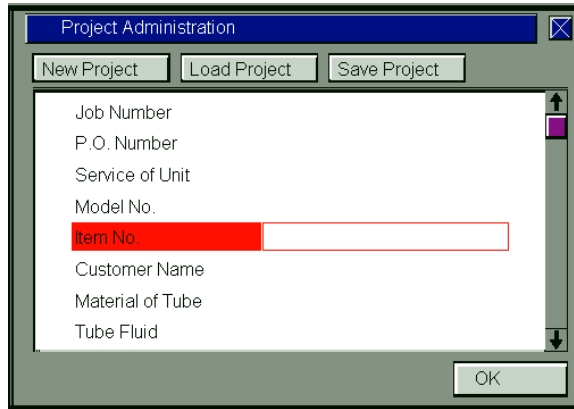 Project Administration
New Project Load Project Save Project
Job Number
P.O. Number
Service of Unit
Model No.
Item No.
Customer Name
Material of Tube
Tube Fluid
OK